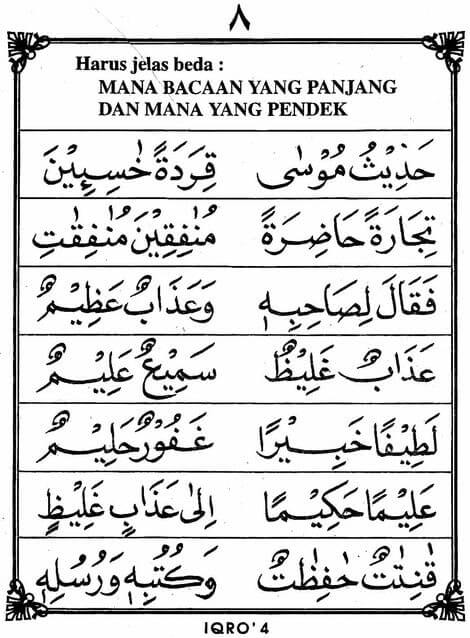 ٨
Harus jelas beda :
MANA BACAAN YANG PANJANG
DAN MANA YANG PENDEK
حَدِيْثُ مُوْسٰى قِرَدَةً خٰسِـِٕيْنَ
تِجَارَةً حَاضِرَةً مُنٰفِقِيْنَ مُنٰفِقٰتِ
فَقَالَ لِصَاحِبِهٖ وَعَذَابٌ عَظِيْمٌ
عَذَابٌ غَلِيْظٌ سَمِيْعٌ عَلِيْمٌ
لَطِيْفًا خَبِيْرًا غَفُوْرٌ حَلِيْمٌ
عَلِيْمًا حَكِيْمًا اِلٰى عَذَابٍ غَلِيْظٍ
قٰنِتٰتٌ حٰفِظٰتٌ وَكُتُبِهٖ وَرُسُلِهٖ
IQRO' 4